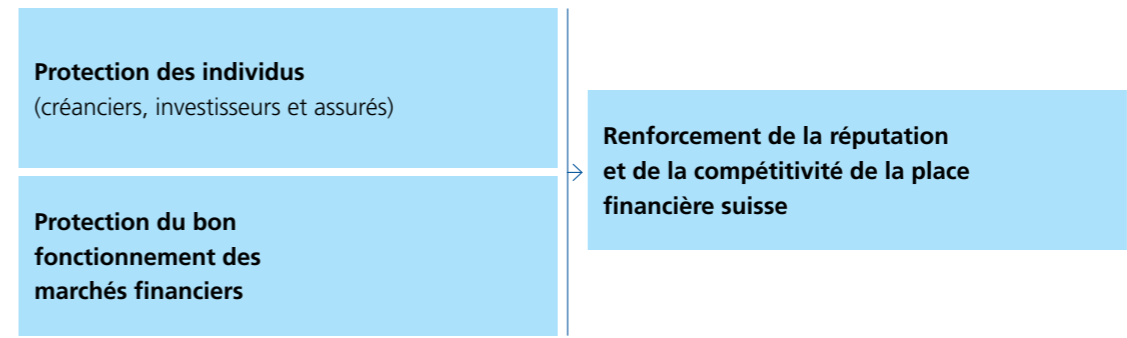 Protection des individus
(créanciers, investisseurs et assurés)
Protection du bon
fonctionnement des
marchés financiers
Renforcement de la réputation
et de la compétitivité de la place
financière suisse